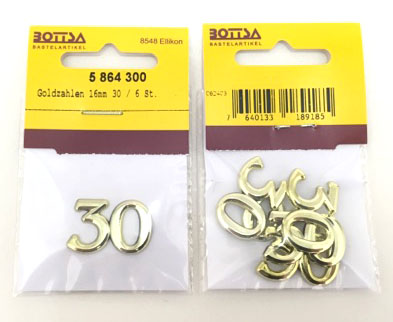 BOTTSA
BASTELARTIKEL
8548 Ellikon
5 864 300
Goldzahlen 16mm 30 / 6 St.
30
BOTTSA
BASTELARTIKEL
7 640133 189185